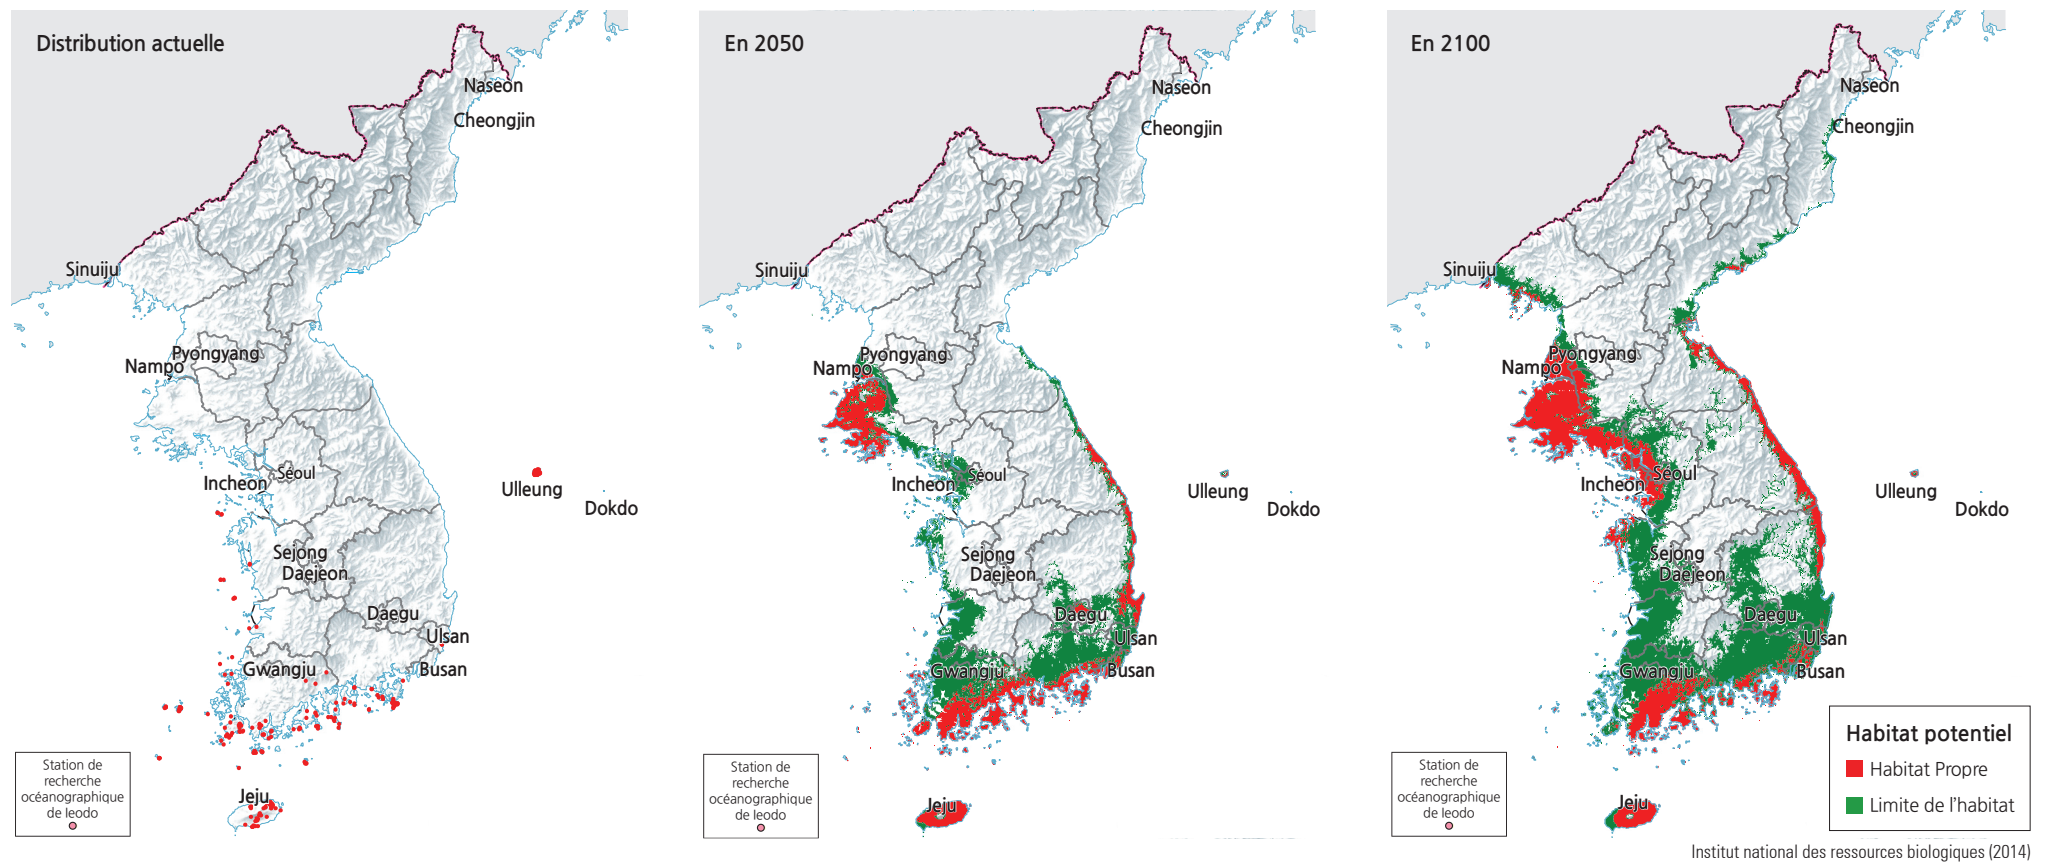 Distribution actuelle
Naseon
Cheongjin
Sinuiju
Pyongyang
Nampo
Séoul
Incheon
Ulleung
Dokdo
Sejong
Daejeon
Daegu
Ulsan
Gwangju
Busan
Station de
recherche
océanographique
de Ieodo
Jeju
En 2050
Naseon
Cheongjin
Sinuiju
Pyongyang
Nampo
Séoul
Incheon
Ulleung
Dokdo
Sejong
Daejeon
Daegu
Ulsan
Gwangju
Busan
Station de
recherche
océanographique
de Ieodo
Jeju
En 2100
Naseon
Cheongjin
Sinuiju
Pyongyang
Nampo
Séoul
Incheon
Ulleung
Dokdo
Sejong
Daejeon
Daegu
Ulsan
Gwangju
Busan
Station de
recherche
océanographique
de Ieodo
Jeju
Habitat potentiel
Habitat Propre
Limite de l'habitat
Institut national des ressources biologiques (2014)